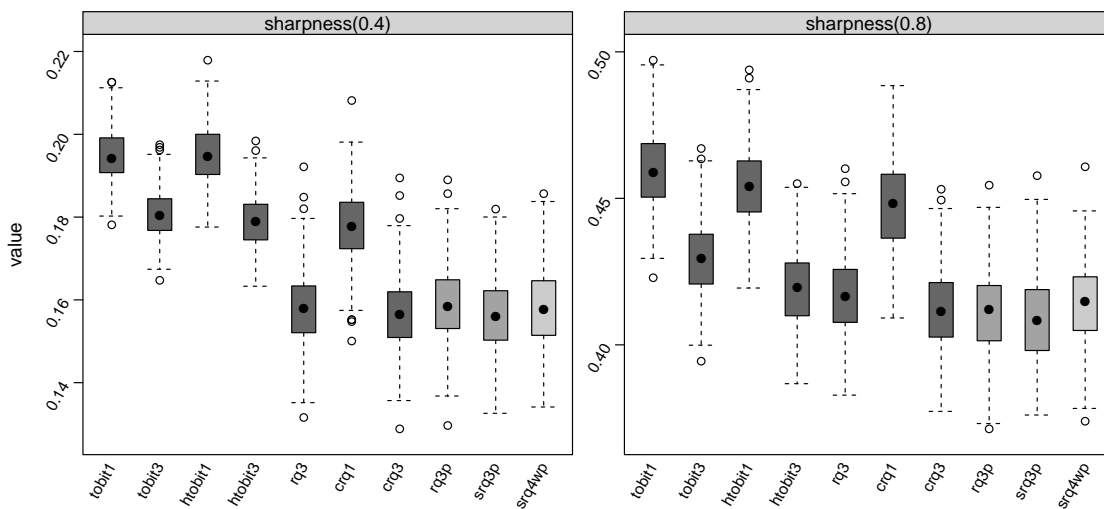 sharpness(0.4)
value
0.22
0.20
0.18
0.16
0.14
tobit1
tobit3
htobit1
htobit3
rq3
crq1
crq3
rq3p
srq3p
srq4wp
sharpness(0.8)
0.50
0.45
0.40
tobit1
tobit3
htobit1
htobit3
rq3
crq1
crq3
rq3p
srq3p
srq4wp